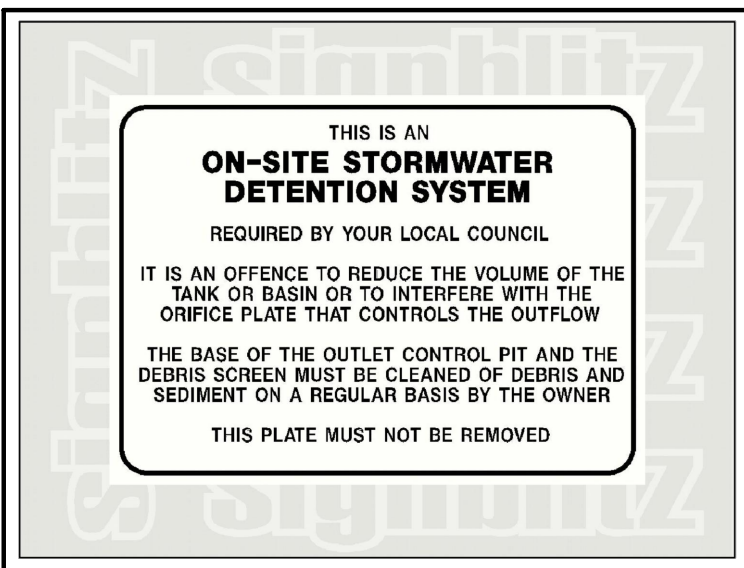 signblitz
THIS IS AN
ON-SITE STORMWATER
DETENTION SYSTEM
REQUIRED BY YOUR LOCAL COUNCIL
IT IS AN OFFENCE TO REDUCE THE VOLUME OF THE
TANK OR BASIN OR TO INTERFERE WITH THE
ORIFICE PLATE THAT CONTROLS THE OUTFLOW
THE BASE OF THE OUTLET CONTROL PIT AND THE
DEBRIS SCREEN MUST BE CLEANED OF DEBRIS AND
SEDIMENT ON A REGULAR BASIS BY THE OWNER
THIS PLATE MUST NOT BE REMOVED
signblitz
signblitz